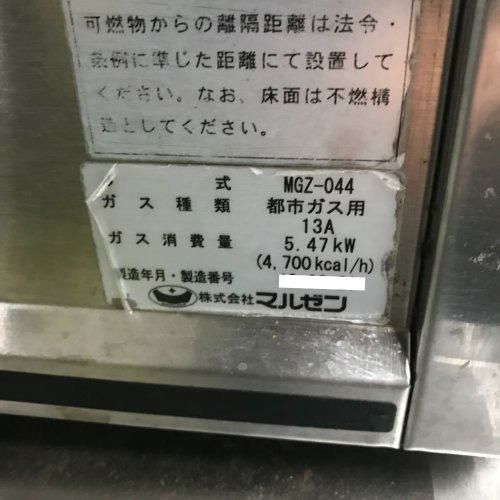 可燃物からの離隔距離は法令・
条例に準じた距離にて設置して
ください。なお、床面は不燃構
造としてください。
式 MGZ-044
ガス種類 都市ガス用
13A
ガス消費量 5.47kW
(4,700kcal/h)
製造年月・製造番号
株式会社マルゼン